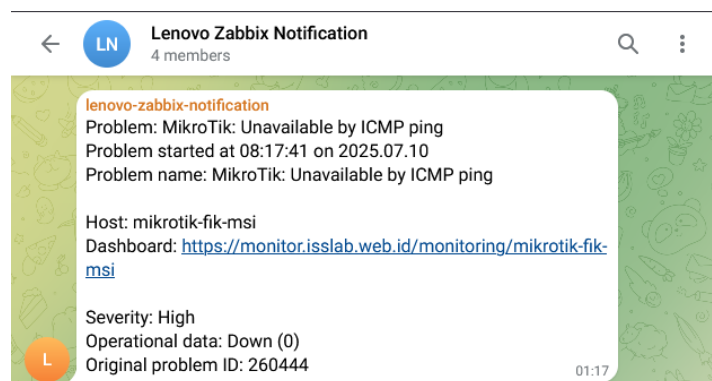 LN
Lenovo Zabbix Notification
4 members
lenovo-zabbix-notification
Problem: MikroTik: Unavailable by ICMP ping
Problem started at 08:17:41 on 2025.07.10
Problem name: MikroTik: Unavailable by ICMP ping
Host: mikrotik-fik-msi
Dashboard: https://monitor.isslab.web.id/monitoring/mikrotik-fik-
msi
Severity: High
Operational data: Down (0)
L
Original problem ID: 260444
01:17